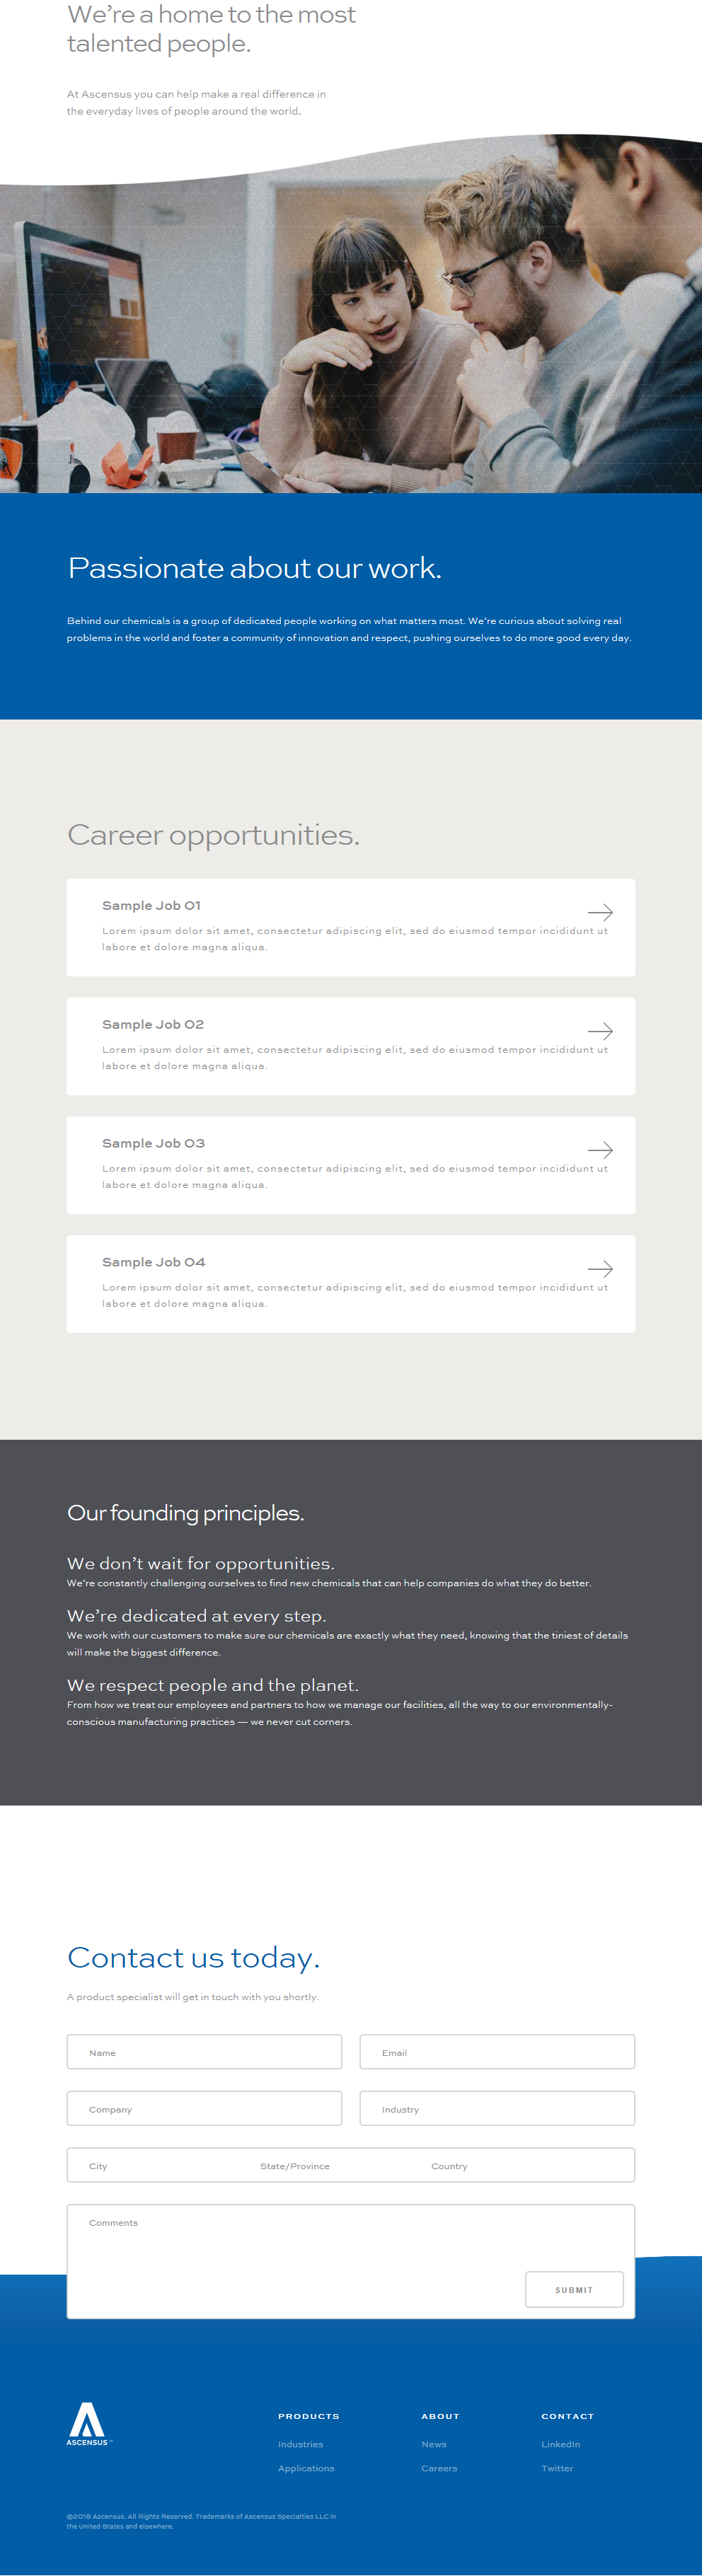 We're a home to the most
talented people.
At Ascensus you can help make a real difference in
the everyday lives of people around the world.
Passionate about our work.
Behind our chemicals is a group of dedicated people working on what matters most. We're curious about solving real
problems in the world and foster a community of innovation and respect, pushing ourselves to do more good every day.
Career opportunities.
Sample Job 01
Lorem ipsum dolor sit amet, consectetur adipiscing elit, sed do eiusmod tempor incididunt ut
labore et dolore magna aliqua.
Sample Job 02
Lorem ipsum dolor sit amet, consectetur adipiscing elit, sed do eiusmod tempor incididunt ut
labore et dolore magna aliqua.
Sample Job 03
Lorem ipsum dolor sit amet, consectetur adipiscing elit, sed do eiusmod tempor incididunt ut
labore et dolore magna aliqua.
Sample Job 04
Lorem ipsum dolor sit amet, consectetur adipiscing elit, sed do eiusmod tempor incididunt ut
labore et dolore magna aliqua.
Our founding principles.
We don't wait for opportunities.
We're constantly challenging ourselves to find new chemicals that can help companies do what they do better.
We're dedicated at every step.
We work with our customers to make sure our chemicals are exactly what they need, knowing that the tiniest of details
will make the biggest difference.
We respect people and the planet.
From how we treat our employees and partners to how we manage our facilities, all the way to our environmentally-
conscious manufacturing practices — we never cut corners.
Contact us today.
A product specialist will get in touch with you shortly.
Name Email
Company Industry
City State/Province Country
Comments
SUBMIT
ASCENSUS™
PRODUCTS ABOUT CONTACT
Industries News LinkedIn
Applications Careers Twitter
©2018 Ascensus. All Rights Reserved. Trademarks of Ascensus Specialties LLC in
the United States and elsewhere.